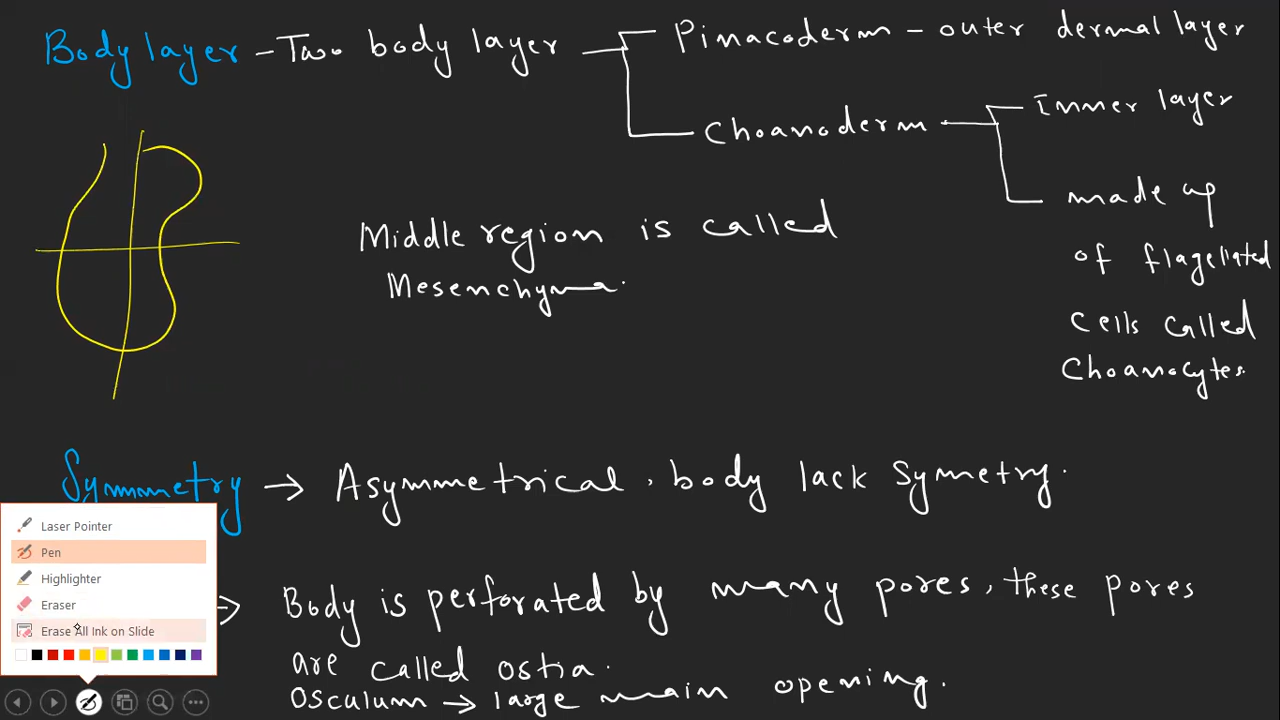 Body layer - Two body layer
Pinacoderm - outer dermal layer
Choanoderm
Inner layer
made up
of flagellated
cells called
Choanocytes.
Middle region is called
Mesenchyma.
Symmetry → Asymmetrical, body lack Symetry.
Body is perforated by many pores, these pores
are called ostia.
Osculum → large main opening.
Laser Pointer
Pen
Highlighter
Eraser
Erase All Ink on Slide